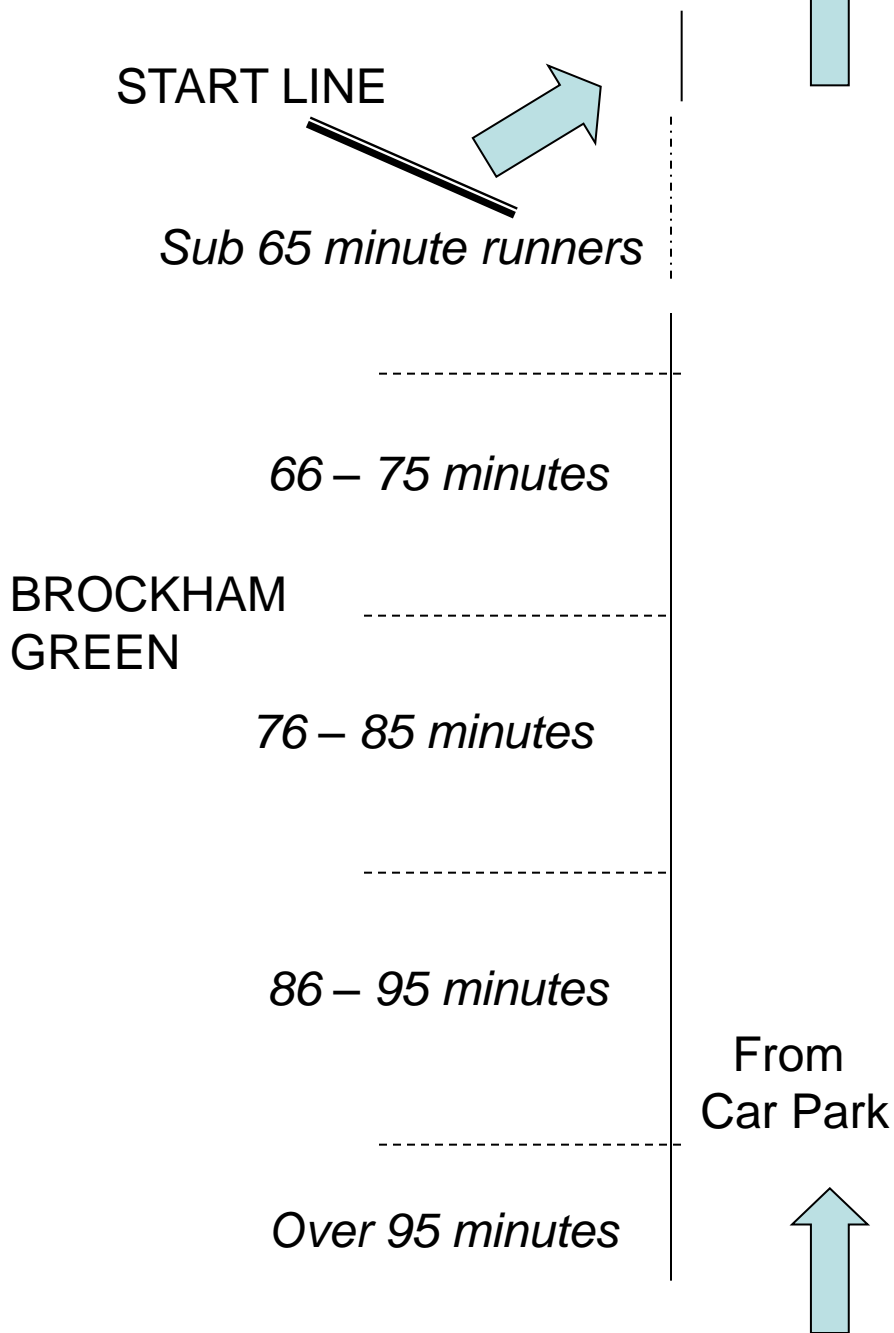 START LINE
Sub 65 minute runners
66 – 75 minutes
BROCKHAM
GREEN
76 – 85 minutes
86 – 95 minutes
From
Car Park
Over 95 minutes